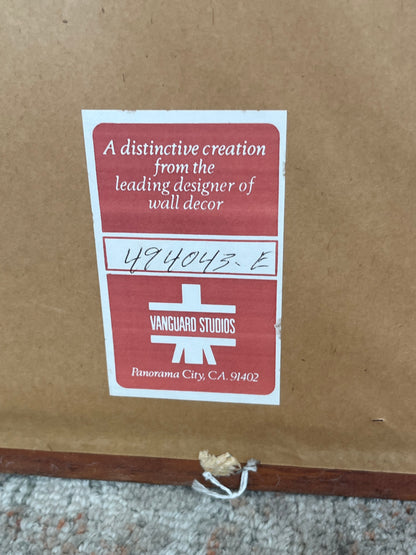 A distinctive creation
from the
leading designer of
wall decor
494043-E
VANGUARD STUDIOS
Panorama City, CA. 91402